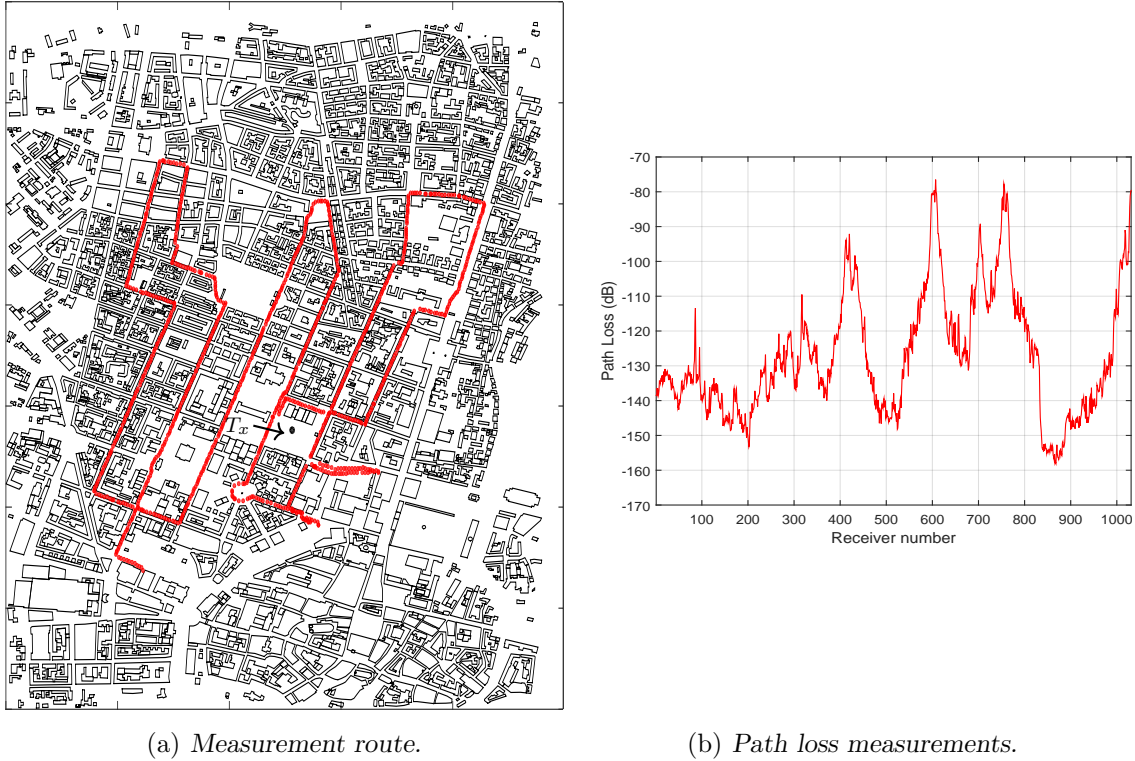 T_x
-70
-80
-90
-100
-110
-120
-130
-140
-150
-160
-170
Path Loss (dB)
100 200 300 400 500 600 700 800 900 1000
Receiver number
(a) Measurement route.
(b) Path loss measurements.